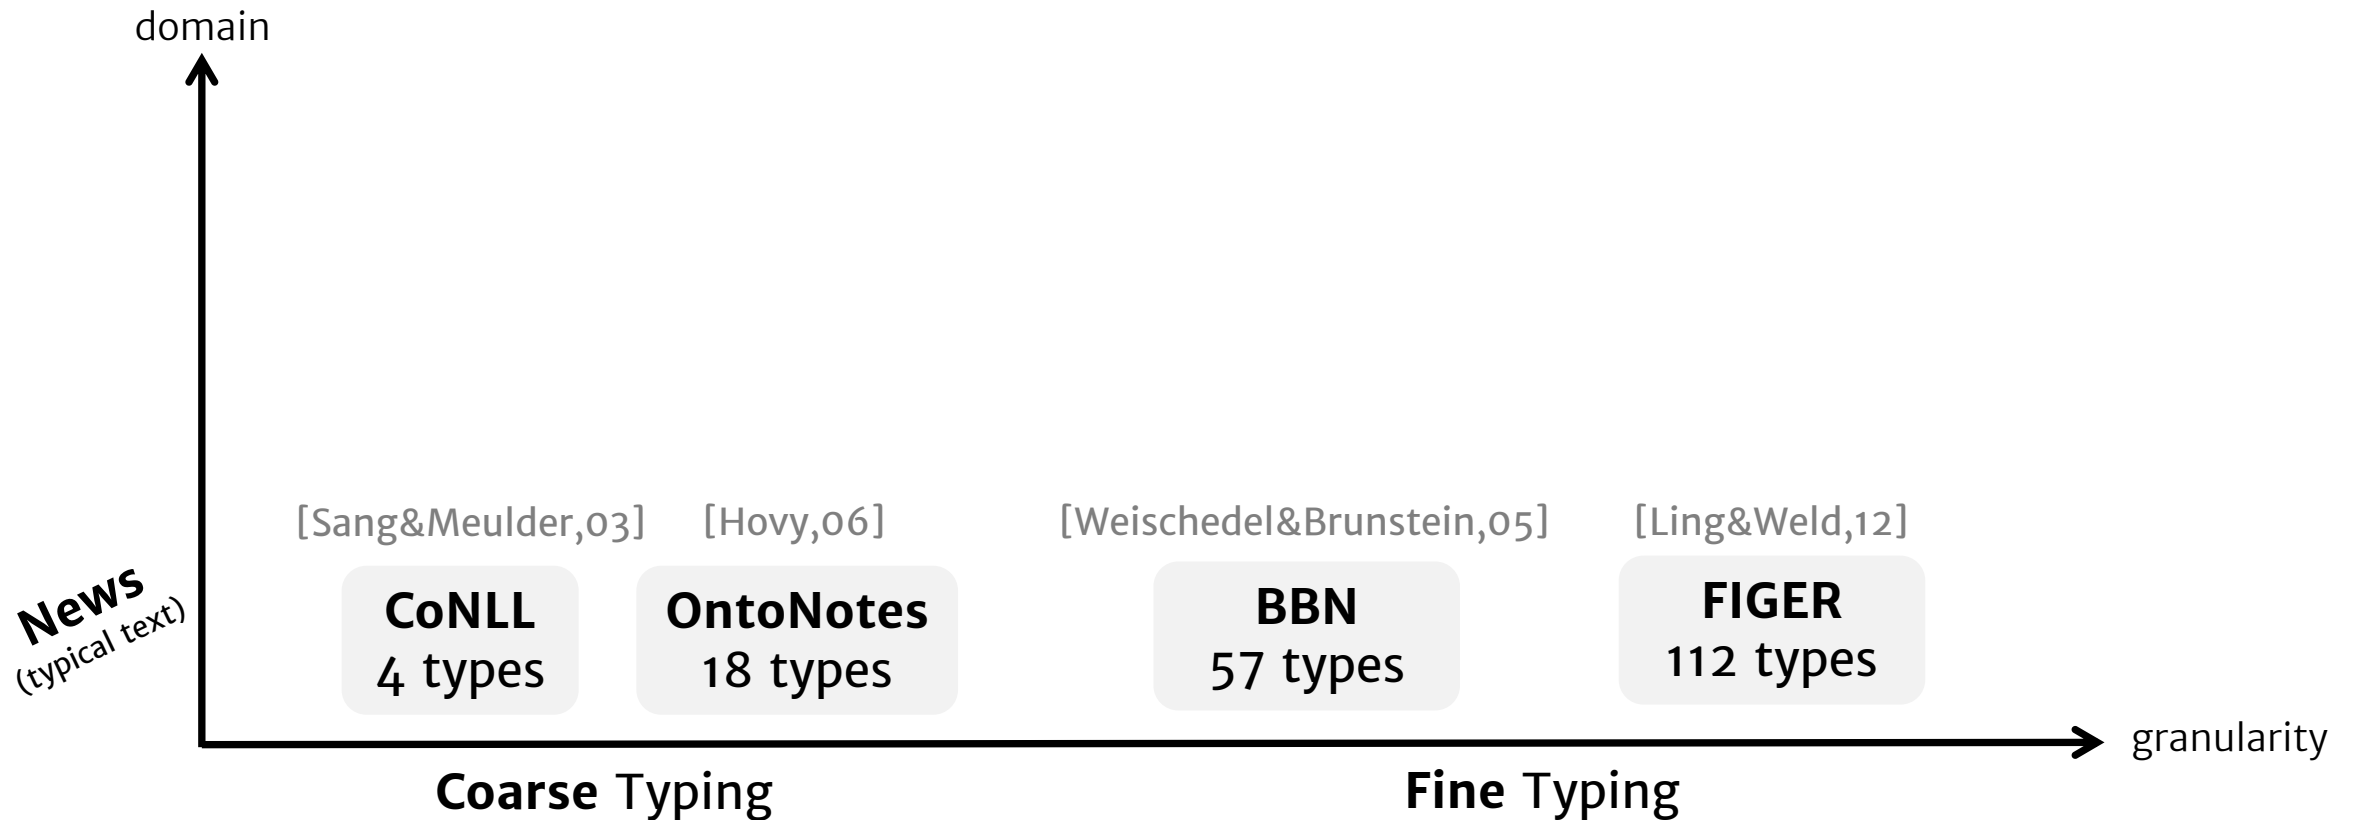 domain
[Sang&Meulder,03] [Hovy,06] [Weischedel&Brunstein,05] [Ling&Weld,12]
News
(typical text)
CoNLL
4 types
OntoNotes
18 types
BBN
57 types
FIGER
112 types
granularity
Coarse Typing
Fine Typing